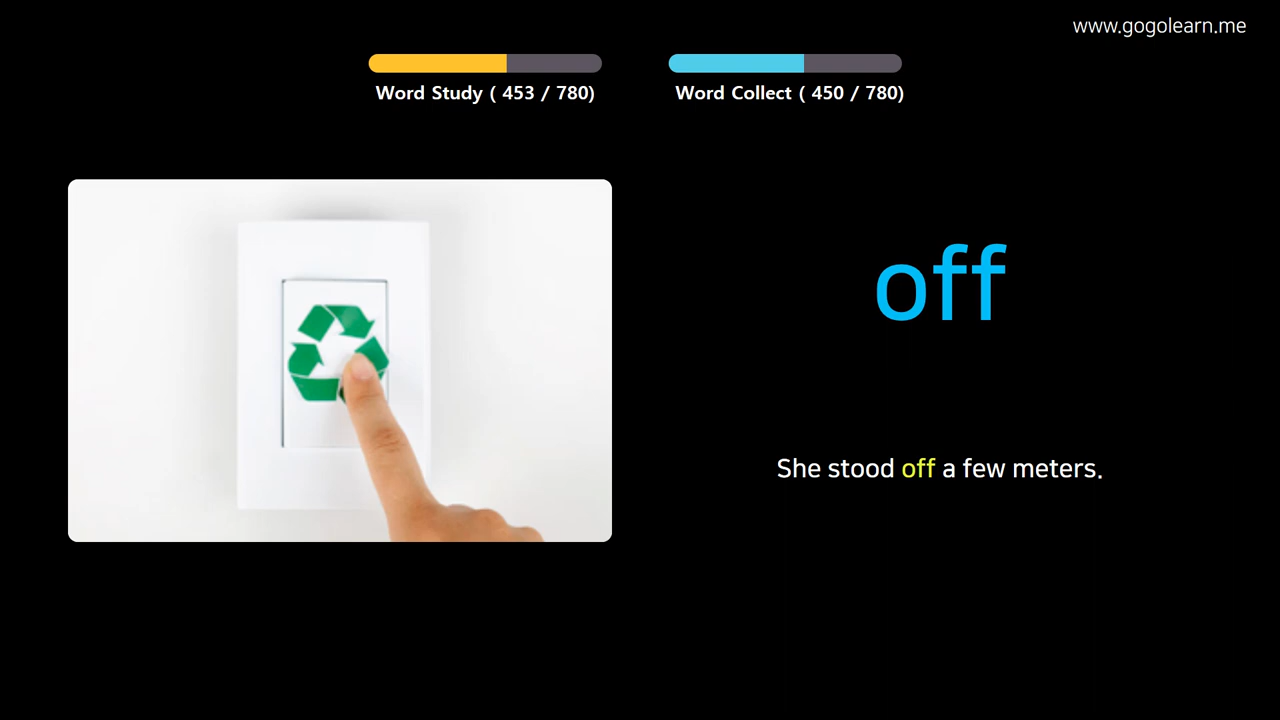 www.gogolearn.me
Word Study ( 453 / 780)
Word Collect ( 450 / 780)
off
She stood off a few meters.